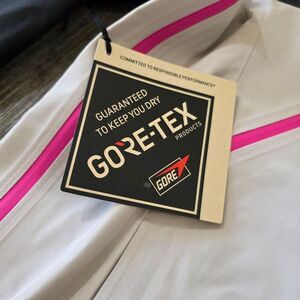 COMMITTED TO RESPONSIBLE PERFORMANCE
GUARANTEED
TO KEEP YOU DRY
GORE-TEX
PRODUCTS
GORE